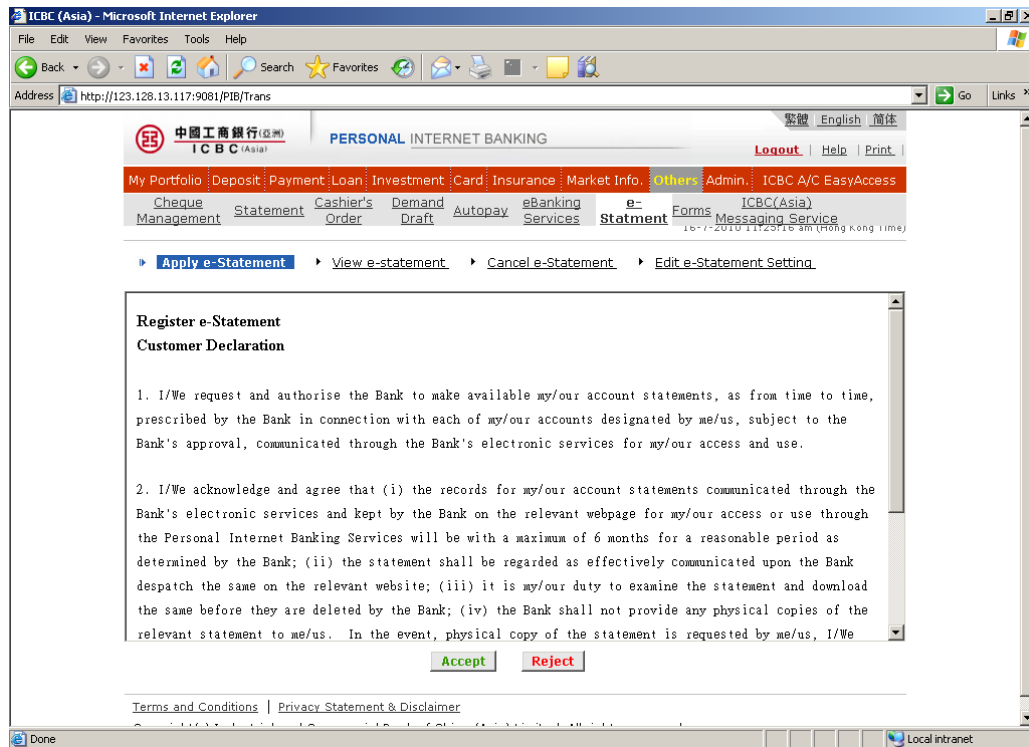 ICBC (Asia) - Microsoft Internet Explorer
File Edit View Favorites Tools Help
Back Search Favorites
Address http://123.128.13.117:9081/PIB/Trans Go Links
中國工商銀行(亞洲)
ICBC (Asia)
PERSONAL INTERNET BANKING
繁體 English 简体
Logout | Help | Print |
My Portfolio Deposit Payment Loan Investment Card Insurance Market Info. Others Admin. ICBC A/C EasyAccess
Cheque Management Statement Cashier's Order Demand Draft Autopay eBanking Services e-Statment Forms ICBC(Asia) Messaging Service
16-7-2010 11:25:16 am (Hong Kong Time)
Apply e-Statement View e-statement Cancel e-Statement Edit e-Statement Setting
Register e-Statement
Customer Declaration
1. I/We request and authorise the Bank to make available my/our account statements, as from time to time,
prescribed by the Bank in connection with each of my/our accounts designated by me/us, subject to the
Bank's approval, communicated through the Bank's electronic services for my/our access and use.
2. I/We acknowledge and agree that (i) the records for my/our account statements communicated through the
Bank's electronic services and kept by the Bank on the relevant webpage for my/our access or use through
the Personal Internet Banking Services will be with a maximum of 6 months for a reasonable period as
determined by the Bank; (ii) the statement shall be regarded as effectively communicated upon the Bank
despatch the same on the relevant website; (iii) it is my/our duty to examine the statement and download
the same before they are deleted by the Bank; (iv) the Bank shall not provide any physical copies of the
relevant statement to me/us. In the event, physical copy of the statement is requested by me/us, I/We
Accept Reject
Terms and Conditions | Privacy Statement & Disclaimer
Done Local intranet